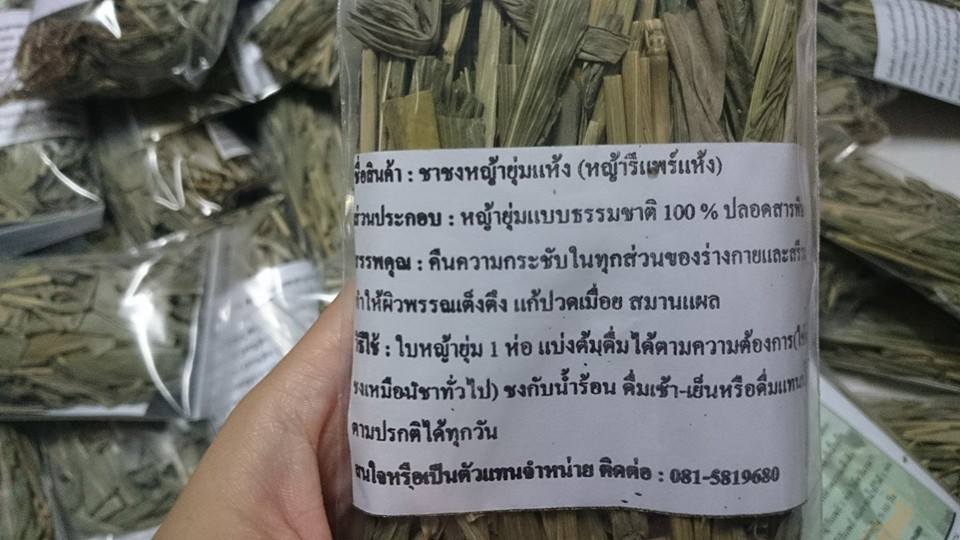 ชื่อสินค้า : ชาชงหญ้ายุ่มแห้ง (หญ้ารีแพร์แห้ง)
ส่วนประกอบ : หญ้ายุ่มแบบธรรมชาติ 100 % ปลอดสารพิษ
สรรพคุณ : คืนความกระชับในทุกส่วนของร่างกายและสรีระ
ทำให้ผิวพรรณเต็งตึง แก้ปวดเมื่อย สมานแผล
วิธีใช้ : ใบหญ้ายุ่ม 1 ห่อ แบ่งต้มดื่มได้ตามความต้องการ
ชงเหมือนชาทั่วไป) ชงกับน้ำร้อน ดื่มเช้า-เย็นหรือดื่มแทน
ตามปรกติได้ทุกวัน
สนใจหรือเป็นตัวแทนจำหน่าย ติดต่อ : 081-5819680